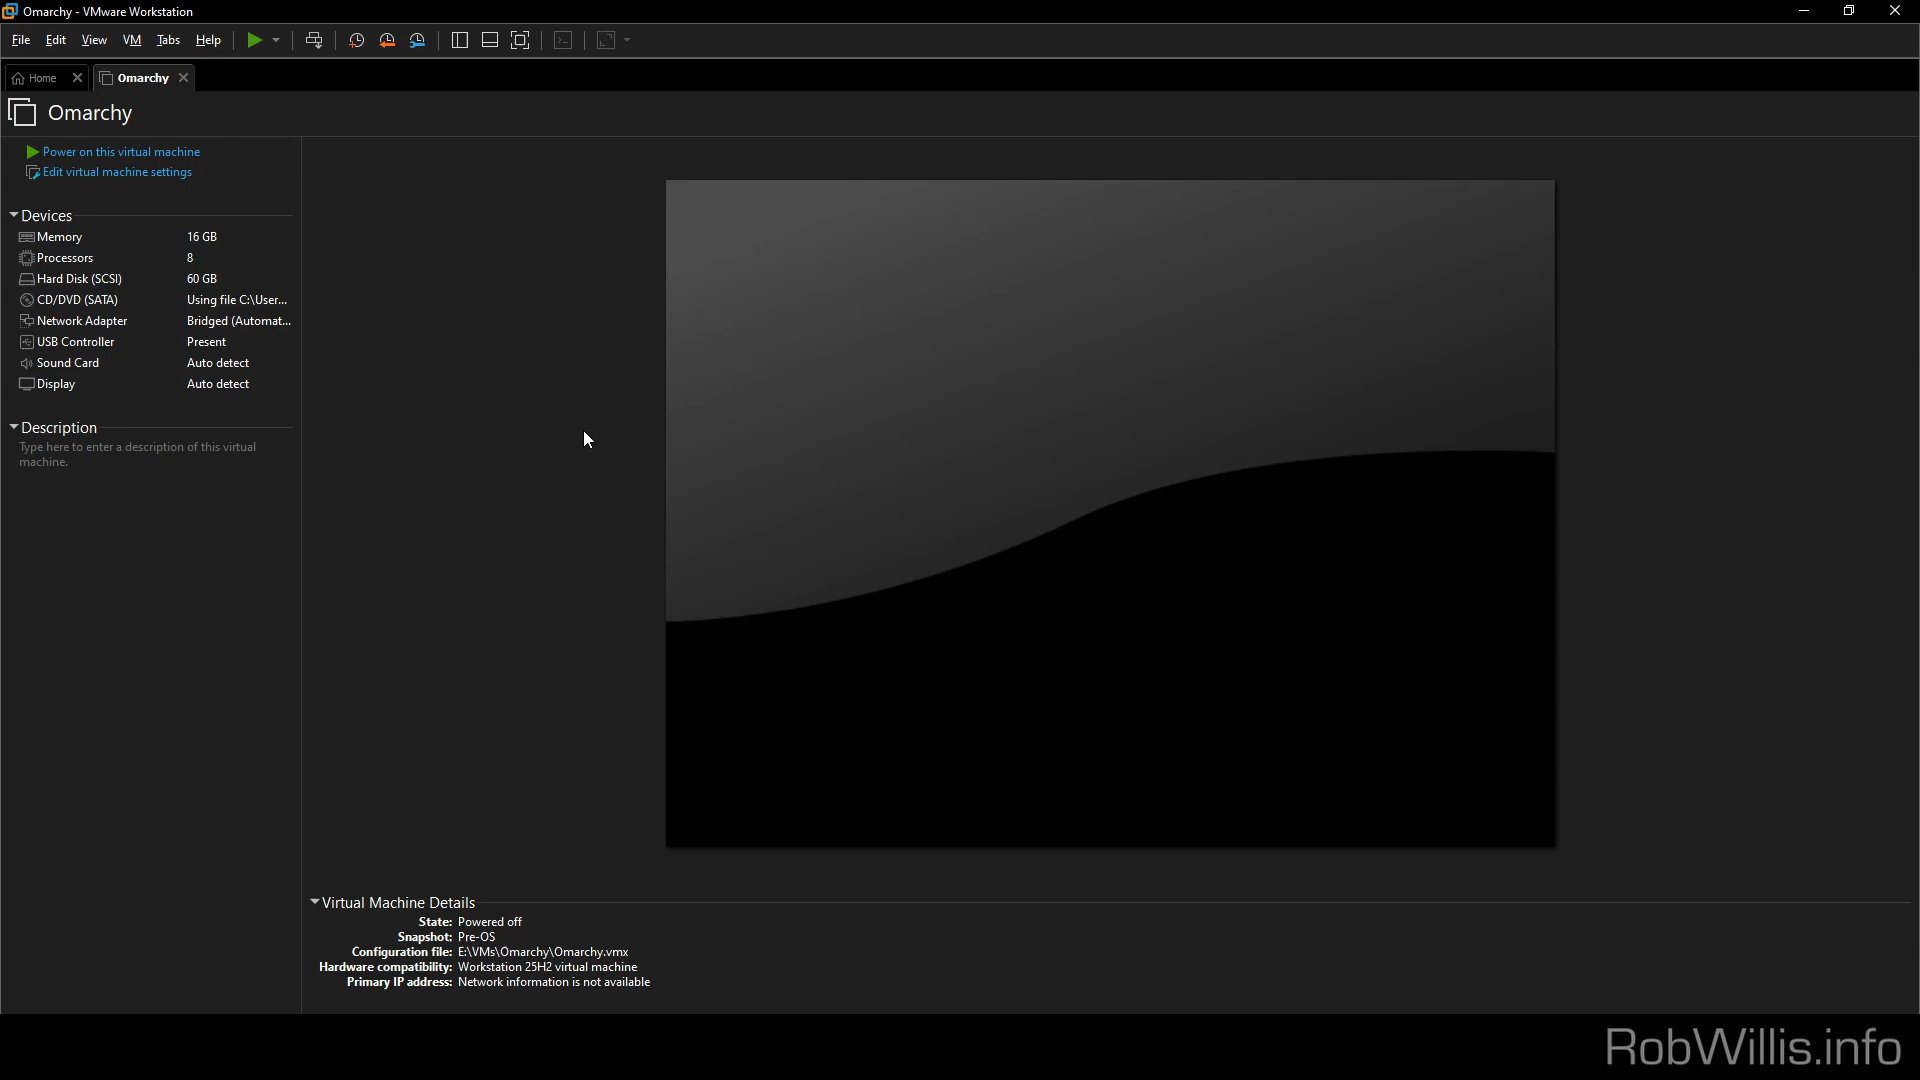 Omarchy - VMware Workstation
File Edit View VM Tabs Help
Home Omarchy
Omarchy
Power on this virtual machine
Edit virtual machine settings
Devices
Memory 16 GB
Processors 8
Hard Disk (SCSI) 60 GB
CD/DVD (SATA) Using file C:\User...
Network Adapter Bridged (Automat...
USB Controller Present
Sound Card Auto detect
Display Auto detect
Description
Type here to enter a description of this virtual
machine.
Virtual Machine Details
State: Powered off
Snapshot: Pre-OS
Configuration file: E:\VMs\Omarchy\Omarchy.vmx
Hardware compatibility: Workstation 25H2 virtual machine
Primary IP address: Network information is not available
RobWillis.info